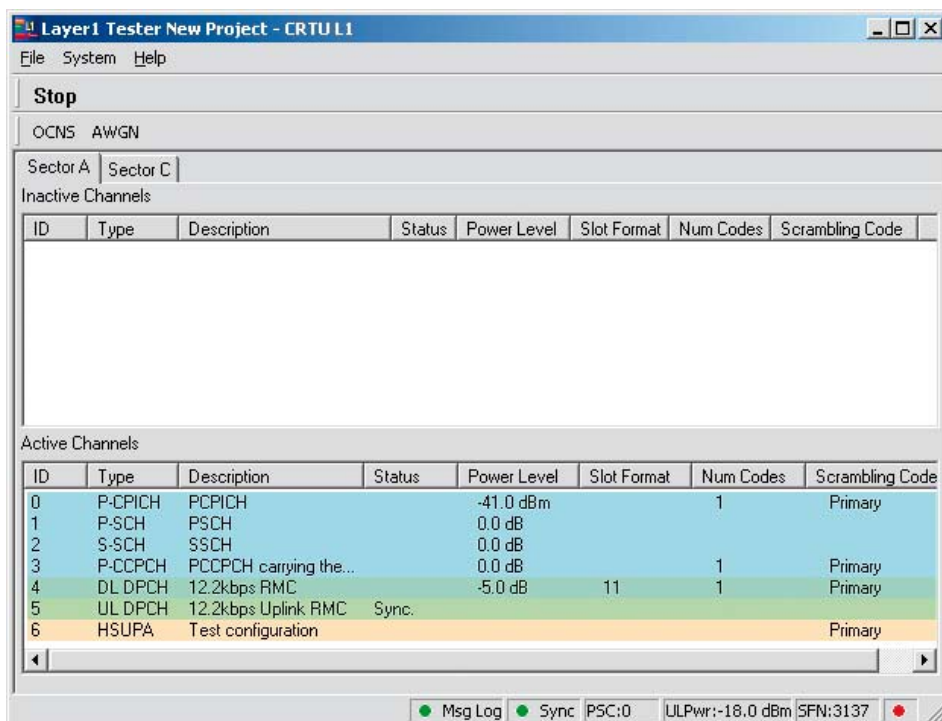 Layer1 Tester New Project - CRTU L1
File System Help
Stop
OCNS AWGN
Sector A Sector C
Inactive Channels
ID Type Description Status Power Level Slot Format Num Codes Scrambling Code
Active Channels
ID Type Description Status Power Level Slot Format Num Codes Scrambling Code
0 P-CPICH PCPICH -41.0 dBm 1 Primary
1 P-SCH PSCH 0.0 dB
2 S-SCH SSCH 0.0 dB
3 P-CCPCH PCCPCH carrying the... 0.0 dB 1 Primary
4 DL DPCH 12.2kbps RMC -5.0 dB 11 1 Primary
5 UL DPCH 12.2kbps Uplink RMC Sync.
6 HSUPA Test configuration Primary
Msg Log Sync PSC:0 ULPwr:-18.0 dBm SFN:3137